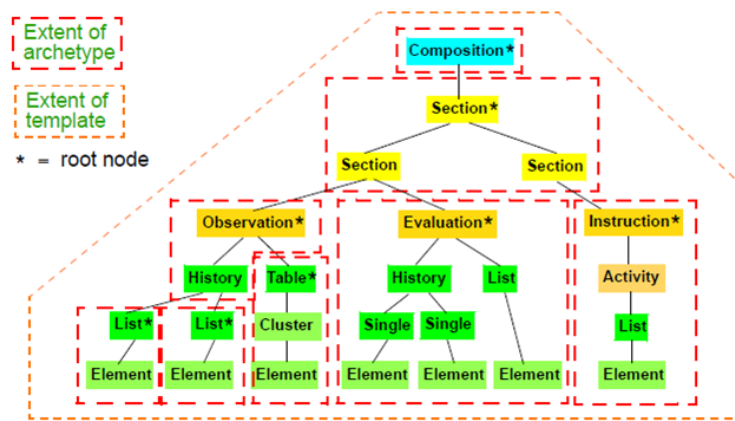 Extent of
archetype
Extent of
template
* = root node
Composition*
Section*
Section Section
Observation* Evaluation* Instruction*
History Table* History List Activity
List* List* Cluster Single Single List
Element Element Element Element Element Element Element